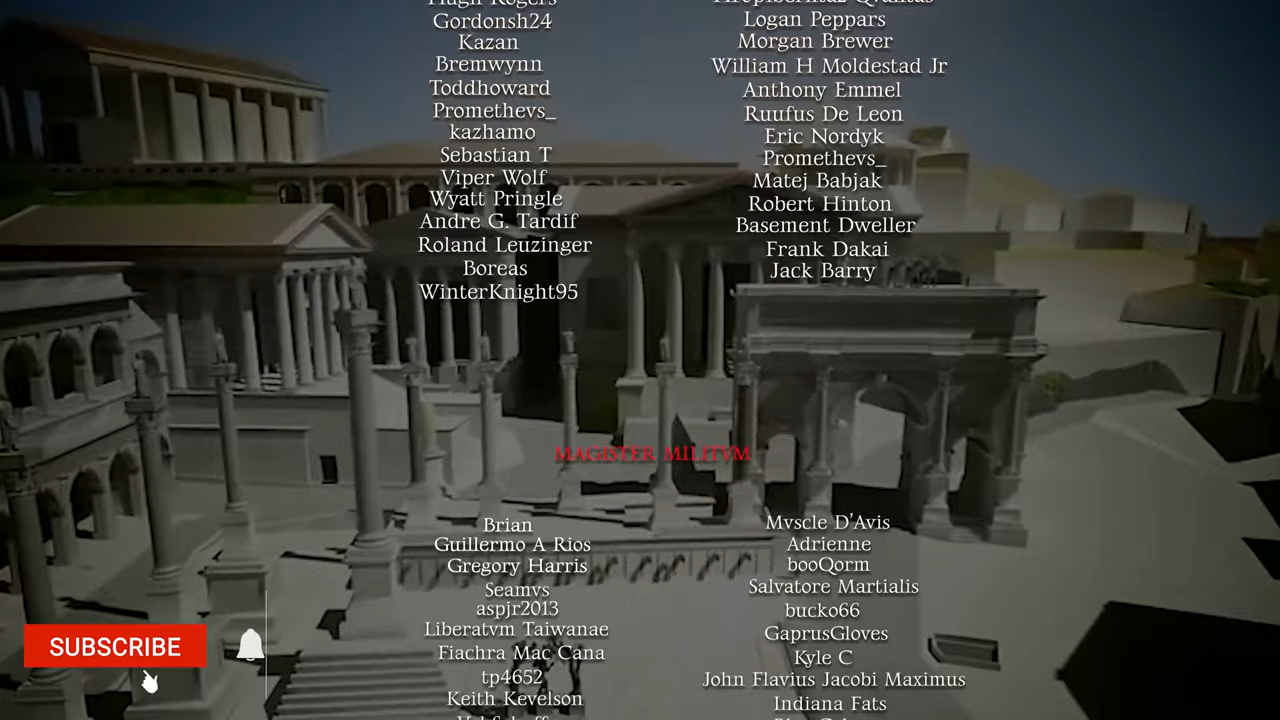 Hugh Rogers
Gordonsh24
Kazan
Bremwynn
Toddhoward
Promethevs_
kazhamo
Sebastian T
Viper Wolf
Wyatt Pringle
Andre G. Tardif
Roland Leuzinger
Boreas
WinterKnight95
Logan Peppars
Morgan Brewer
William H Moldestad Jr
Anthony Emmel
Ruufus De Leon
Eric Nordyk
Promethevs_
Matej Babjak
Robert Hinton
Basement Dweller
Frank Dakai
Jack Barry
MAGISTER MILITVM
Brian
Guillermo A Rios
Gregory Harris
Seamvs
aspjr2013
Liberatvm Taiwanae
Fiachra Mac Cana
tp4652
Keith Kevelson
Mvscle D'Avis
Adrienne
booQorm
Salvatore Martialis
bucko66
GaprusGloves
Kyle C
John Flavius Jacobi Maximus
Indiana Fats
SUBSCRIBE